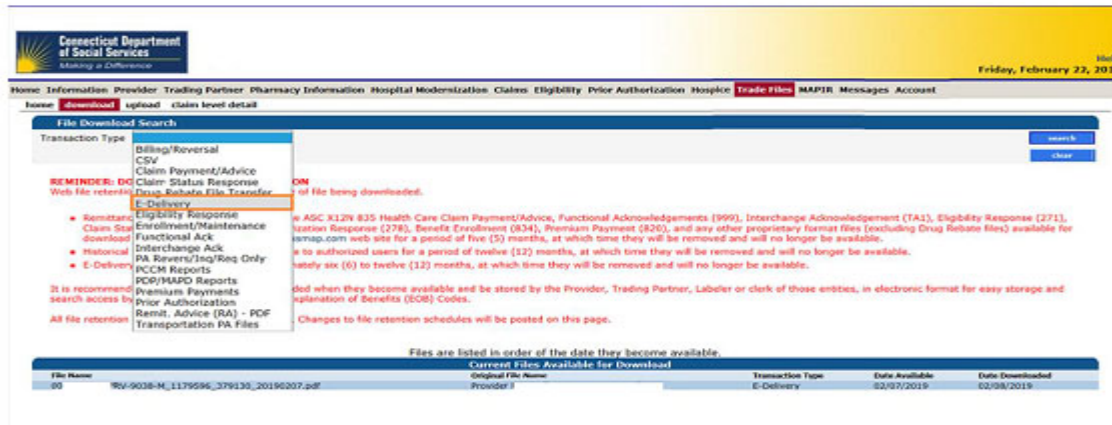 Connecticut Department
of Social Services
Making a Difference
Friday, February 22, 201
Home Information Provider Trading Partner Pharmacy Information Hospital Modernization Claims Eligibility Prior Authorization Hospice Trade Files MAPIR Messages Account
home download upload claim level detail
File Download Search
Transaction Type
search
clear
Billing/Reversal
CSV
Claim Payment/Advice
Claim Status Response
Drug Rebate File Transfer
E-Delivery
Eligibility Response
Enrollment/Maintenance
Functional Ack
Interchange Ack
PA Revers/Inq/Req Only
PCCM Reports
PDP/MAPD Reports
Premium Payments
Prior Authorization
Remit. Advice (RA) - PDF
Transportation PA Files
REMINDER: DO ON
Web file retenti of file being downloaded.
Remittanc e ASC X12N 835 Health Care Claim Payment/Advice, Functional Acknowledgements (999), Interchange Acknowledgement (TA1), Eligibility Response (271),
Claim Sta rization Response (278), Benefit Enrollment (834), Premium Payment (820), and any other proprietary format files (excluding Drug Rebate files) available for
download smap.com web site for a period of five (5) months, at which time they will be removed and will no longer be available.
Historical e to authorized users for a period of twelve (12) months, at which time they will be removed and will no longer be available.
E-Deliver nately six (6) to twelve (12) months, at which time they will be removed and will no longer be available.
It is recommend ded when they become available and be stored by the Provider, Trading Partner, Labeler or clerk of those entities, in electronic format for easy storage and
search access by xplanation of Benefits (EOB) Codes.
All file retention . Changes to file retention schedules will be posted on this page.
Files are listed in order of the date they become available.
Current Files Available for Download
File Name Original File Name Transaction Type Date Available Date Downloaded
RV-9038-M_1179596_379130_20190207.pdf Provider E-Delivery 02/07/2019 02/08/2019